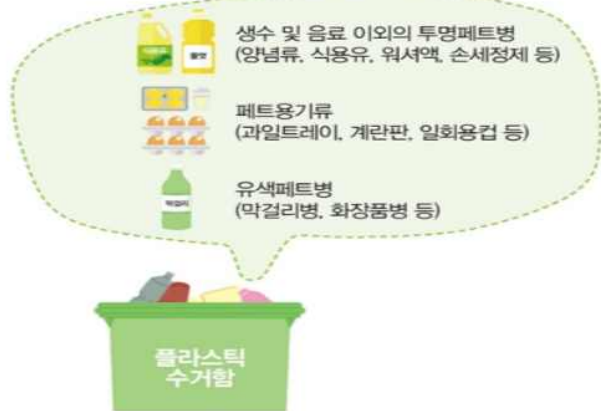 생수 및 음료 이외의 투명페트병
(양념류, 식용유, 워셔액, 손세정제 등)
페트용기류
(과일트레이, 계란판, 일회용컵 등)
유색페트병
(막걸리병, 화장품병 등)
막걸리
플라스틱
수거함